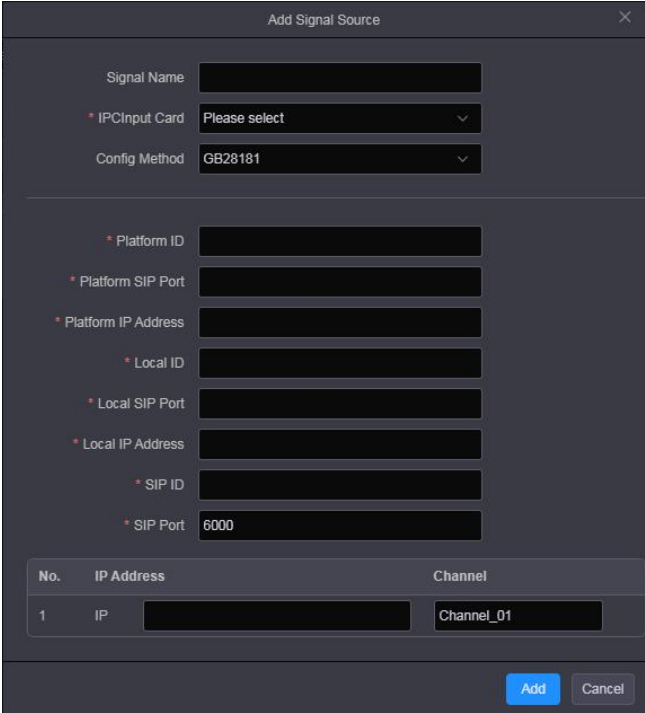 Add Signal Source
Signal Name
* IPCInput Card Please select
Config Method GB28181
* Platform ID
* Platform SIP Port
* Platform IP Address
* Local ID
* Local SIP Port
* Local IP Address
* SIP ID
* SIP Port 6000
No. IP Address Channel
1 IP Channel_01
Add Cancel